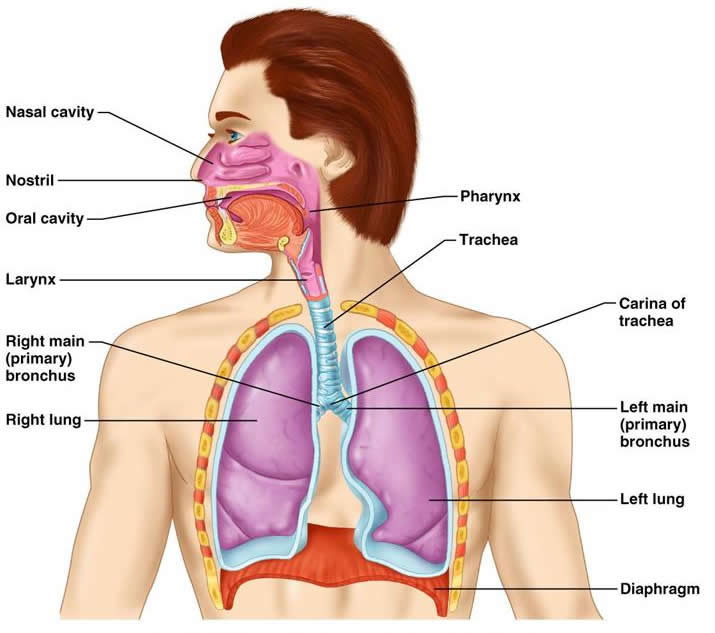 Nasal cavity
Nostril
Oral cavity
Larynx
Right main
(primary)
bronchus
Right lung
Pharynx
Trachea
Carina of
trachea
Left main
(primary)
bronchus
Left lung
Diaphragm